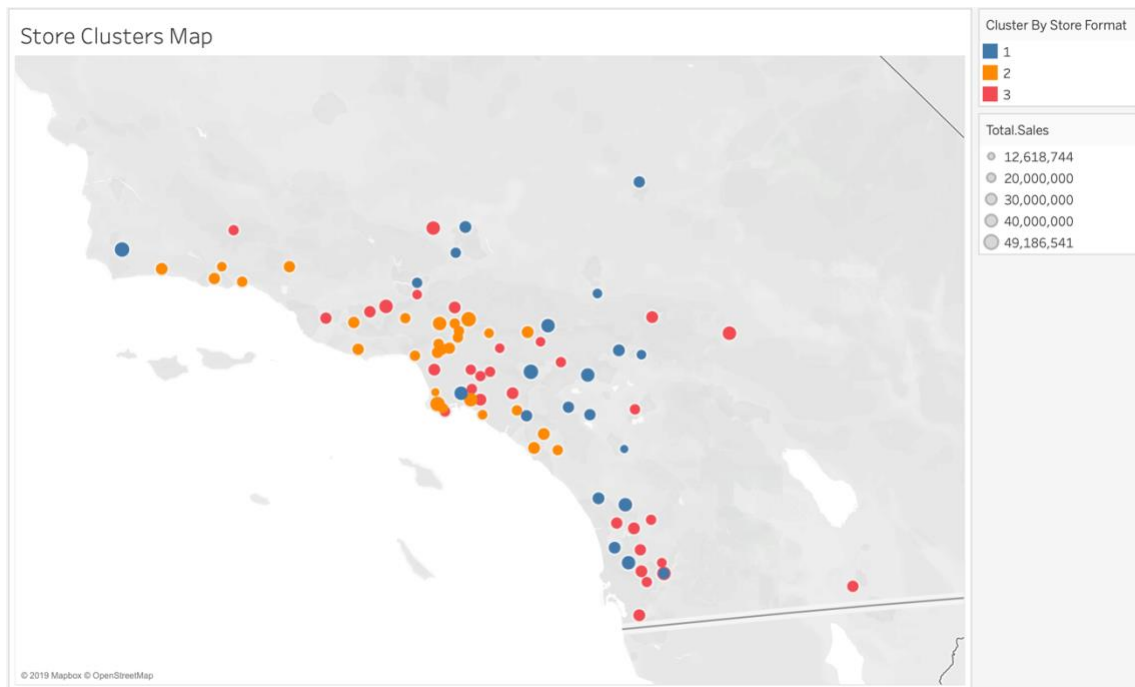 Store Clusters Map
Cluster By Store Format
1
2
3
Total.Sales
12,618,744
20,000,000
30,000,000
40,000,000
49,186,541
© 2019 Mapbox © OpenStreetMap